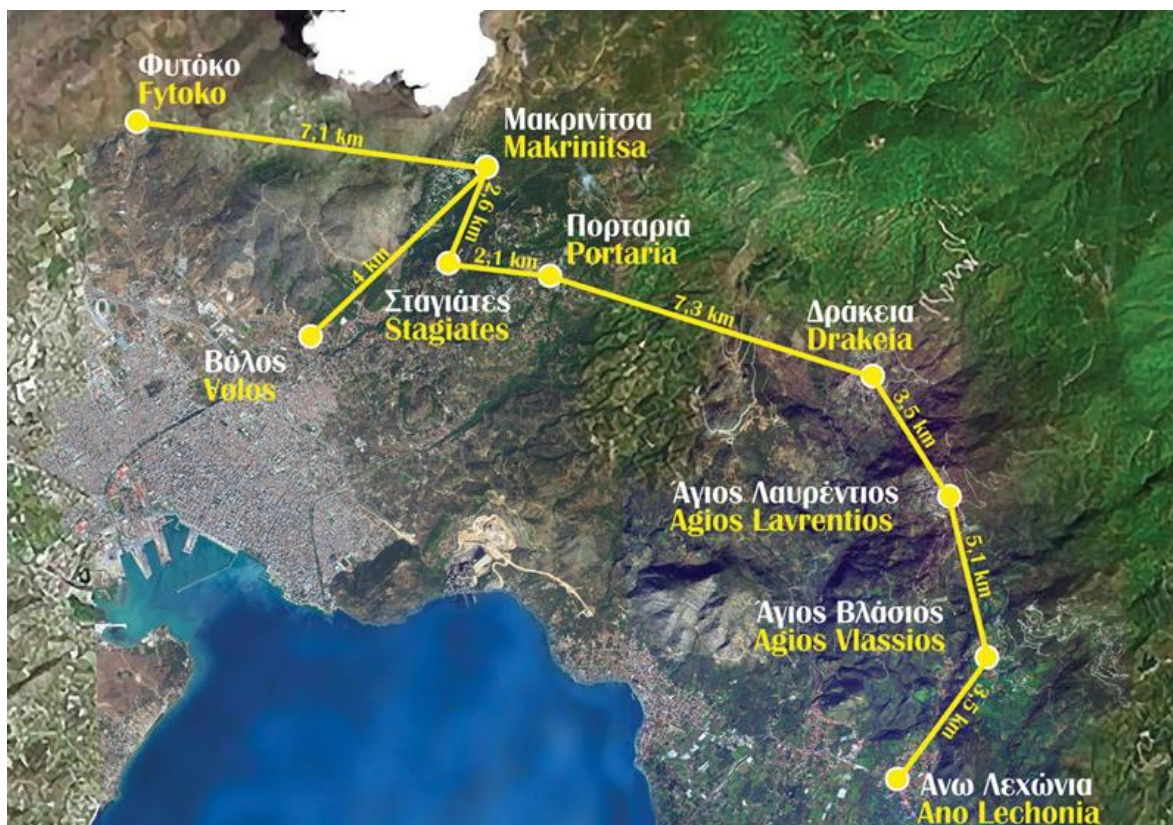 Φυτόκο
Fytoko
7,1 km
Μακρινίτσα
Makrinitsa
2,6 km
4 km
Πορταριά
Portaria
2,1 km
Σταγιάτες
Stagiates
7,3 km
Δράκεια
Drakeia
Βόλος
Volos
3,5 km
Άγιος Λαυρέντιος
Agios Lavrentios
5,1 km
Άγιος Βλάσιος
Agios Vlassios
3,5 km
Άνω Λεχώνια
Ano Lechonia